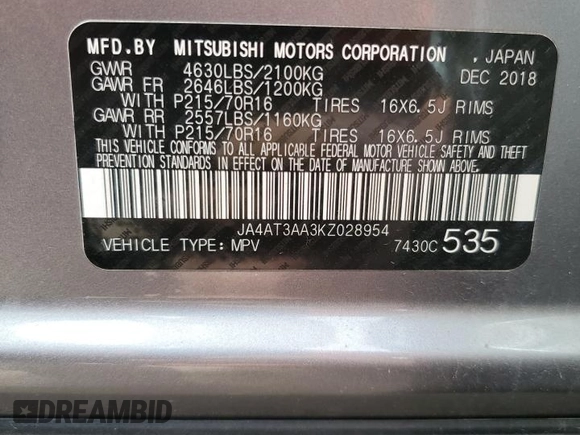 MFD.BY MITSUBISHI MOTORS CORPORATION , JAPAN
GWWR 4630LBS/2100KG DEC 2018
GAWR FR 2646LBS/1200KG
WITH P215/70R16 TIRES 16X6.5J RIMS
GAWR RR 2557LBS/1160KG
WITH P215/70R16 TIRES 16X6.5J RIMS
THIS VEHICLE CONFORMS TO ALL APPLICABLE FEDERAL MOTOR VEHICLE SAFETY AND THEFT
PREVENTION STANDARDS IN EFFECT ON THE DATE OF MANUFACTURE SHOWN ABOVE.
JA4AT3AA3KZ028954
VEHICLE TYPE: MPV 7430C 535
DREAMBID